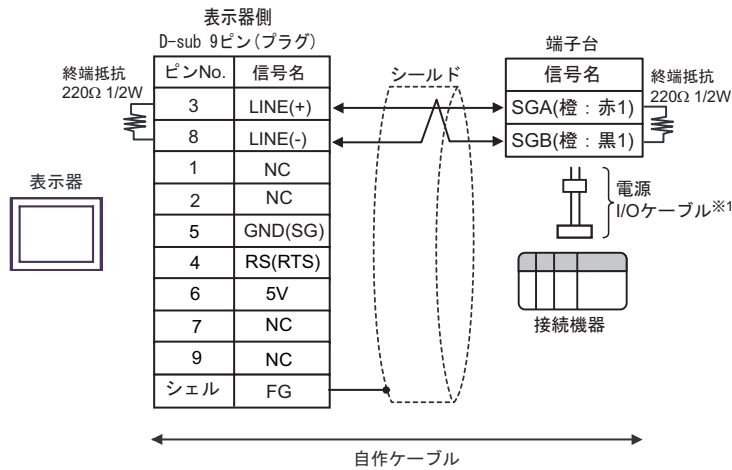 表示器側
D-sub 9ピン(プラグ)
終端抵抗
220Ω 1/2W
ピンNo. 信号名
3 LINE(+)
8 LINE(-)
1 NC
2 NC
5 GND(SG)
4 RS(RTS)
6 5V
7 NC
9 NC
シェル FG
表示器
シールド
端子台
信号名
SGA(橙:赤1)
SGB(橙:黒1)
終端抵抗
220Ω 1/2W
電源
I/Oケーブル※1
接続機器
自作ケーブル